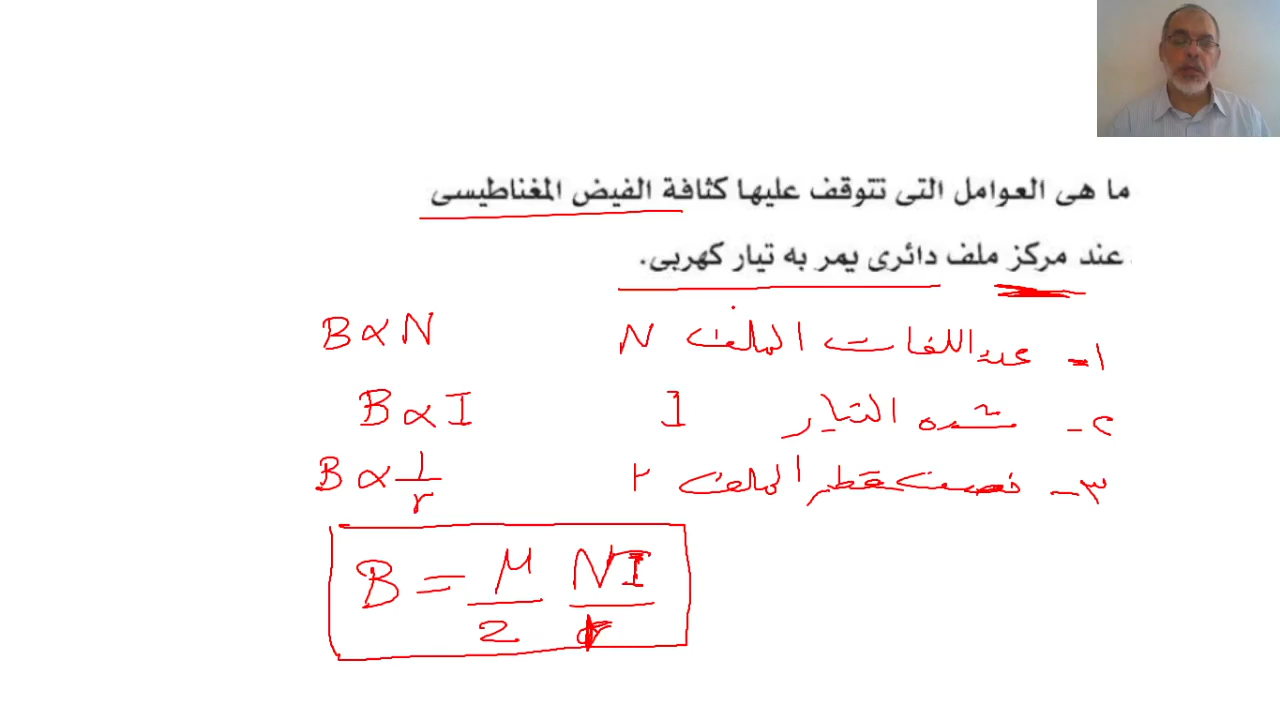 ما هى العوامل التى تتوقف عليها كثافة الفيض المغناطيسى
عند مركز ملف دائرى يمر به تيار كهربى.
١- عدد اللفات الملف N B ∝ N
٢- شده التيار I B ∝ I
٣- نصف قطر الملف r B ∝ 1/r
B = μ/2 NI/r